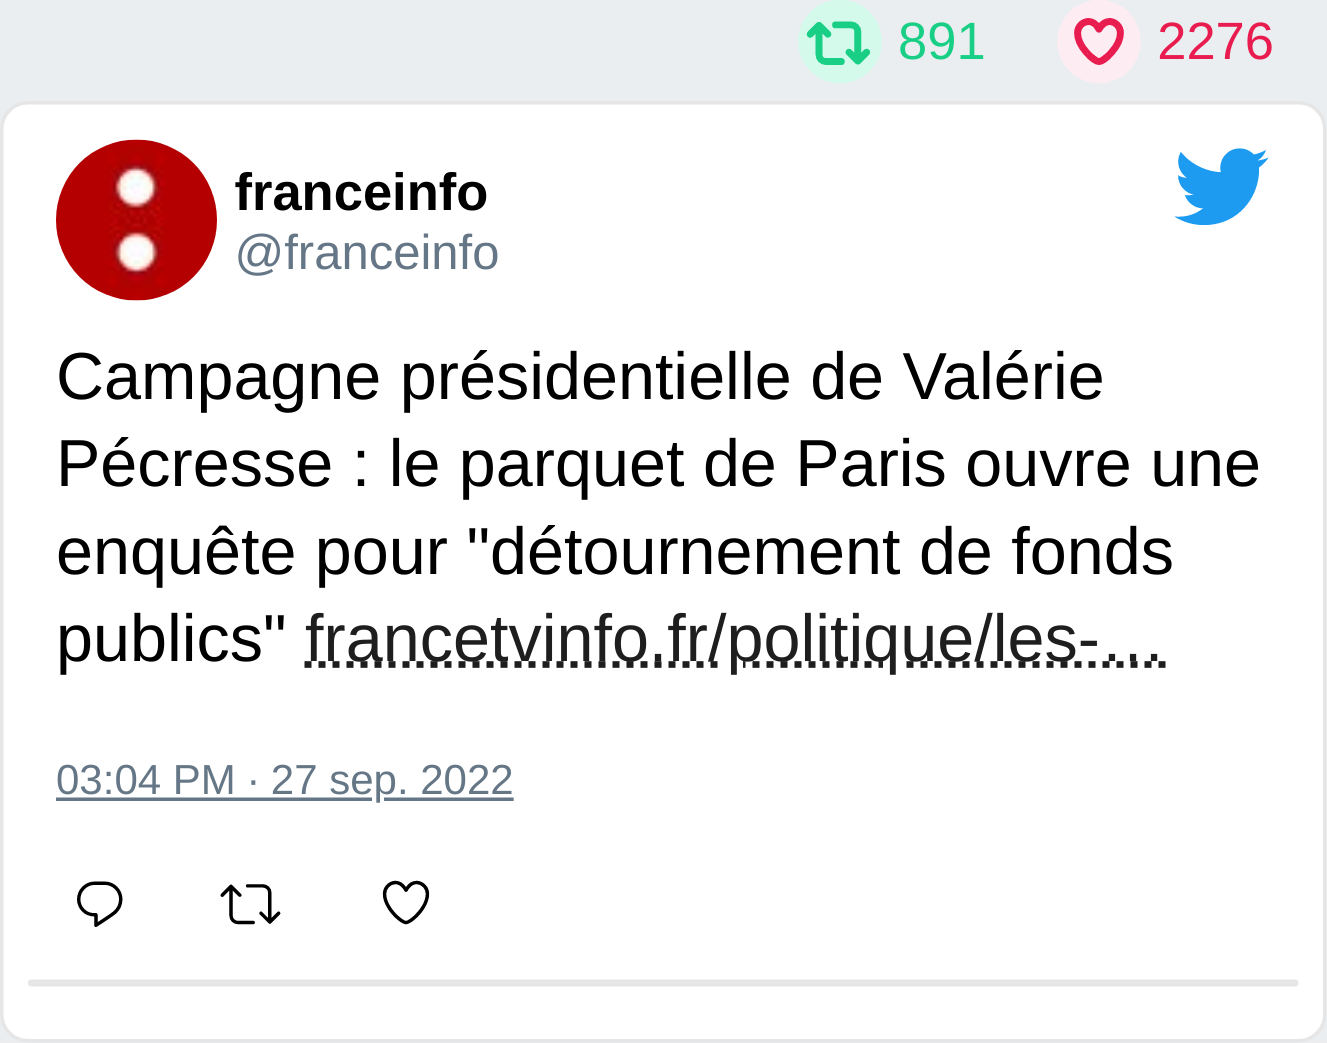 891 2276
franceinfo
@franceinfo
Campagne présidentielle de Valérie
Pécresse : le parquet de Paris ouvre une
enquête pour "détournement de fonds
publics" francetvinfo.fr/politique/les-…
03:04 PM · 27 sep. 2022